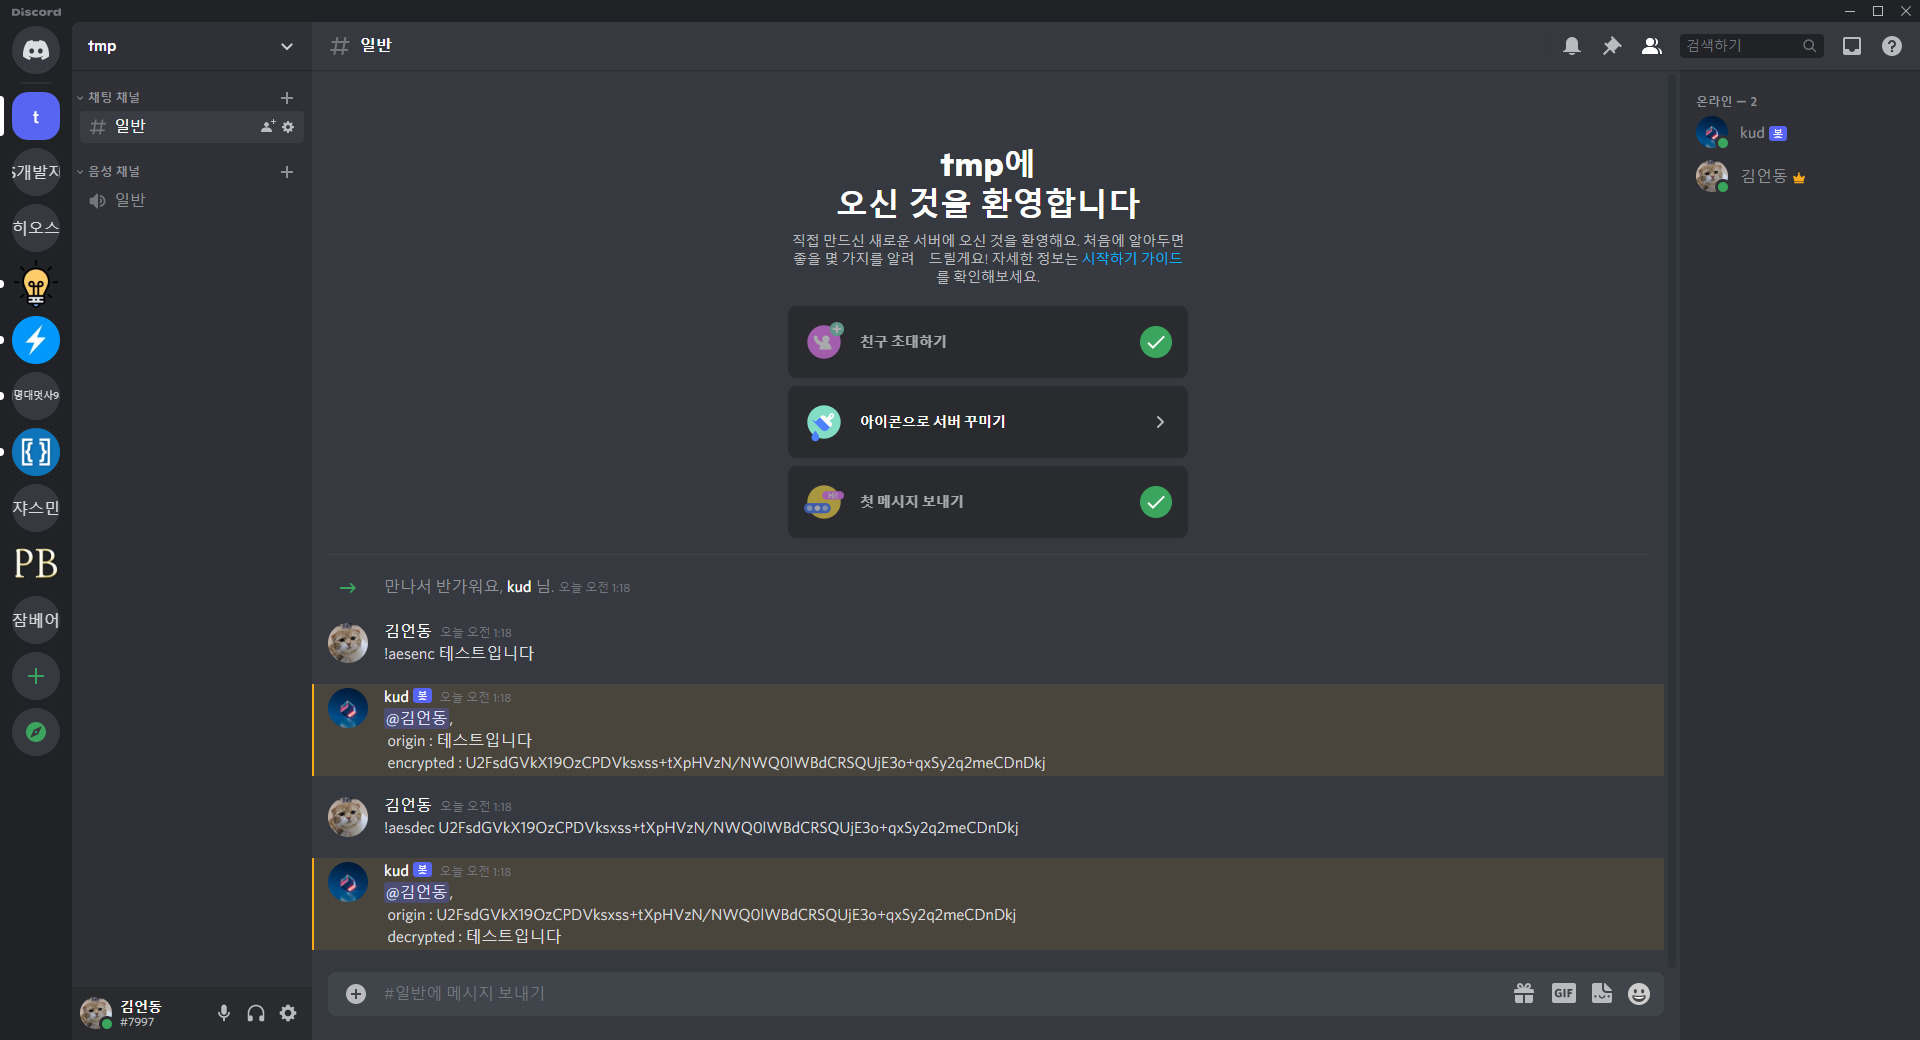 Discord
tmp
# 일반
검색하기
t
S개발자
히오스
명대멋사9
[{}]
쟈스민
PB
잠베어
채팅 채널
일반
음성 채널
일반
tmp에
오신 것을 환영합니다
직접 만드신 새로운 서버에 오신 것을 환영해요. 처음에 알아두면
좋을 몇 가지를 알려 드릴게요! 자세한 정보는 시작하기 가이드
를 확인해보세요.
친구 초대하기
아이콘으로 서버 꾸미기
Hi!
첫 메시지 보내기
만나서 반가워요, kud 님. 오늘 오전 1:18
김언동 오늘 오전 1:18
!aesenc 테스트입니다
kud 봇 오늘 오전 1:18
@김언동,
origin : 테스트입니다
encrypted : U2FsdGVkX19OzCPDVksxss+tXpHVzN/NWQ0lWBdCRSQUjE3o+qxSy2q2meCDnDkj
김언동 오늘 오전 1:18
!aesdec U2FsdGVkX19OzCPDVksxss+tXpHVzN/NWQ0lWBdCRSQUjE3o+qxSy2q2meCDnDkj
kud 봇 오늘 오전 1:18
@김언동,
origin : U2FsdGVkX19OzCPDVksxss+tXpHVzN/NWQ0lWBdCRSQUjE3o+qxSy2q2meCDnDkj
decrypted : 테스트입니다
#일반에 메시지 보내기
GIF
온라인 — 2
kud 봇
김언동
김언동
#7997